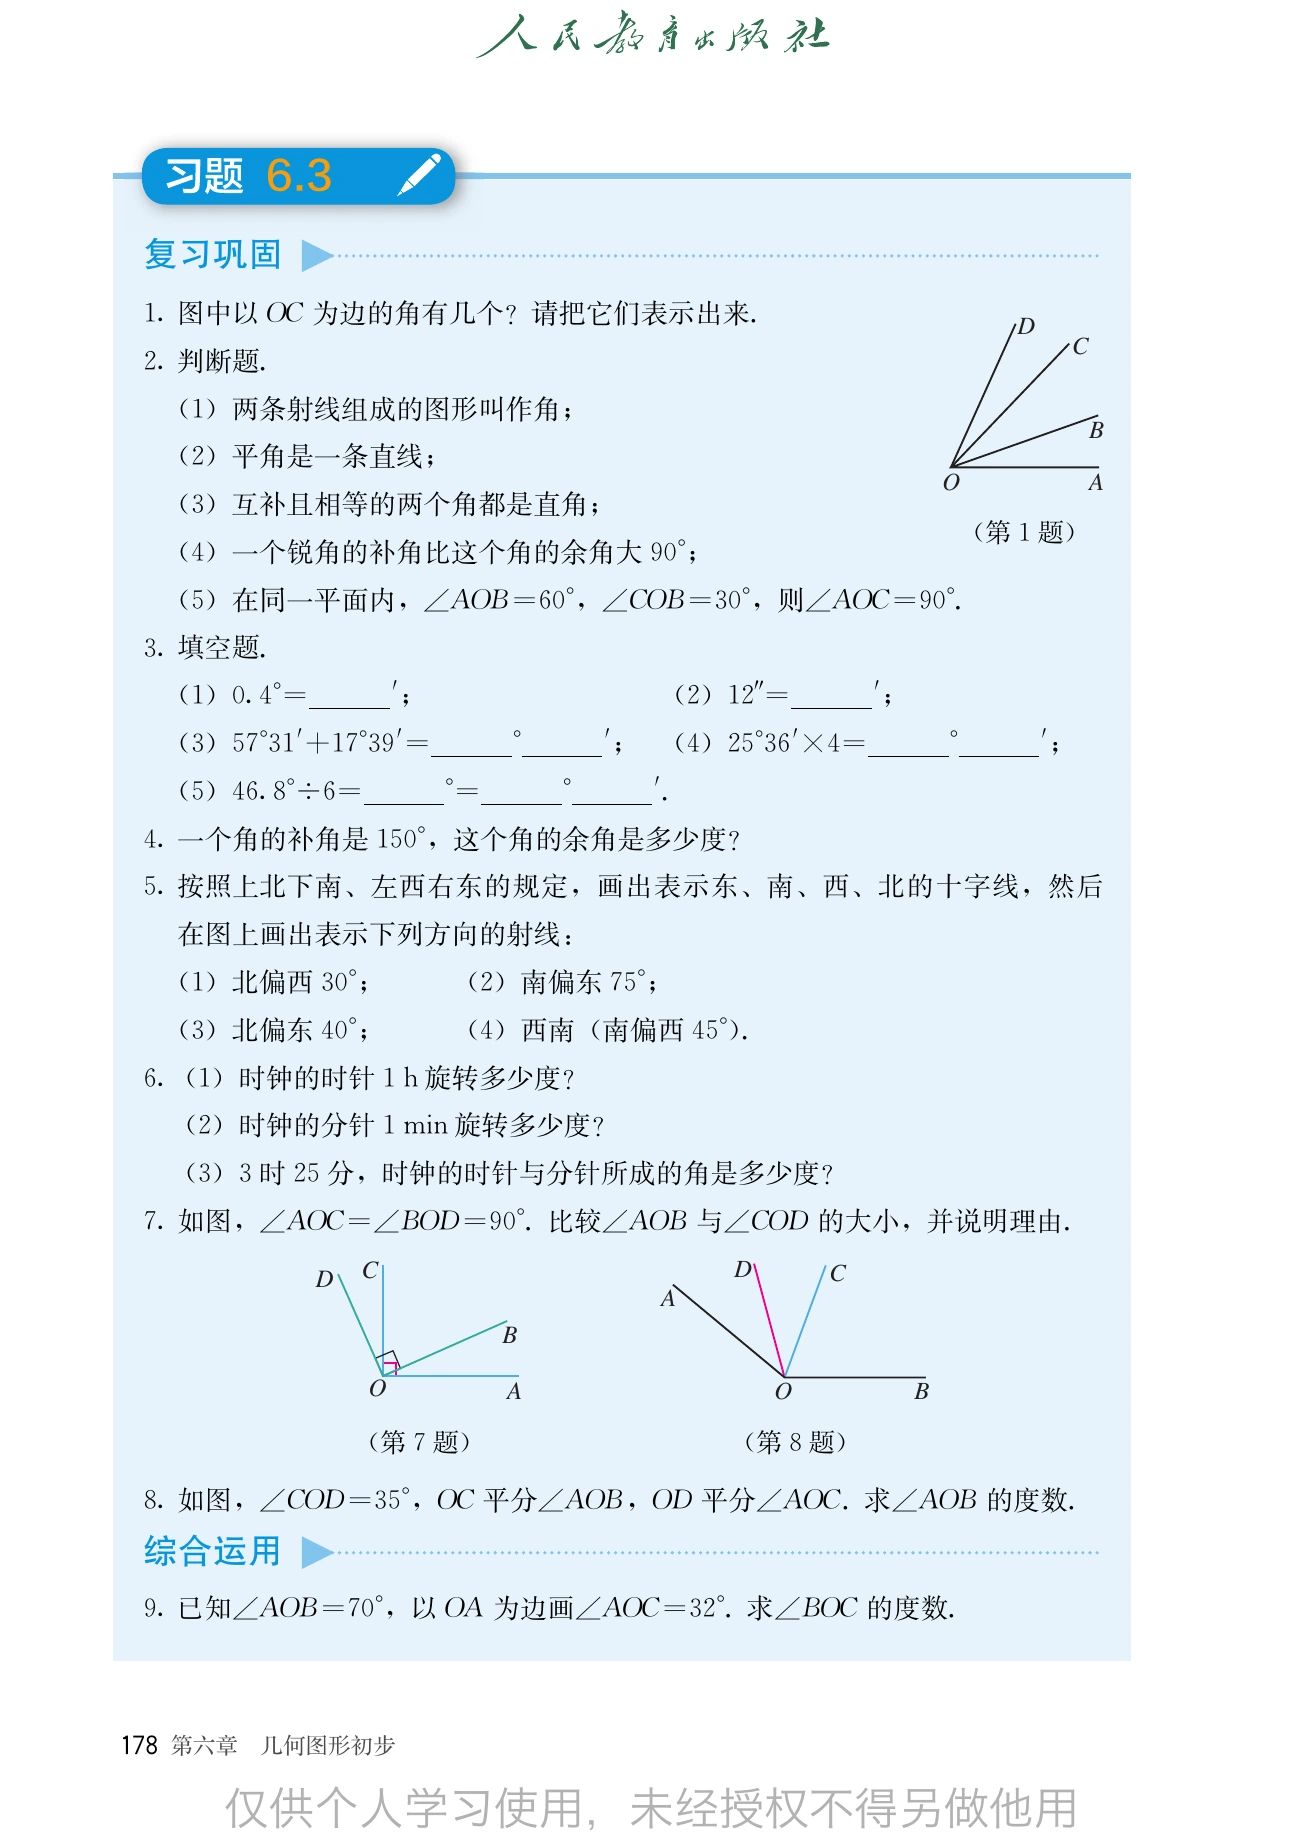 人民教育出版社
习题 6.3
复习巩固
1. 图中以 OC 为边的角有几个？请把它们表示出来.
2. 判断题.
（1）两条射线组成的图形叫作角；
（2）平角是一条直线；
（3）互补且相等的两个角都是直角；
（4）一个锐角的补角比这个角的余角大 90°；
（5）在同一平面内，∠AOB＝60°，∠COB＝30°，则∠AOC＝90°.
D
C
B
O A
（第 1 题）
3. 填空题.
（1）0.4°＝______′； （2）12″＝______′；
（3）57°31′＋17°39′＝______°______′； （4）25°36′×4＝______°______′；
（5）46.8°÷6＝______°＝______°______′.
4. 一个角的补角是 150°，这个角的余角是多少度？
5. 按照上北下南、左西右东的规定，画出表示东、南、西、北的十字线，然后
在图上画出表示下列方向的射线：
（1）北偏西 30°； （2）南偏东 75°；
（3）北偏东 40°； （4）西南（南偏西 45°）.
6. （1）时钟的时针 1 h 旋转多少度？
（2）时钟的分针 1 min 旋转多少度？
（3）3 时 25 分，时钟的时针与分针所成的角是多少度？
7. 如图，∠AOC＝∠BOD＝90°. 比较∠AOB 与∠COD 的大小，并说明理由.
D C
B
O A
（第 7 题）
D C
A
O B
（第 8 题）
8. 如图，∠COD＝35°，OC 平分∠AOB，OD 平分∠AOC. 求∠AOB 的度数.
综合运用
9. 已知∠AOB＝70°，以 OA 为边画∠AOC＝32°. 求∠BOC 的度数.
178 第六章 几何图形初步
仅供个人学习使用，未经授权不得另做他用